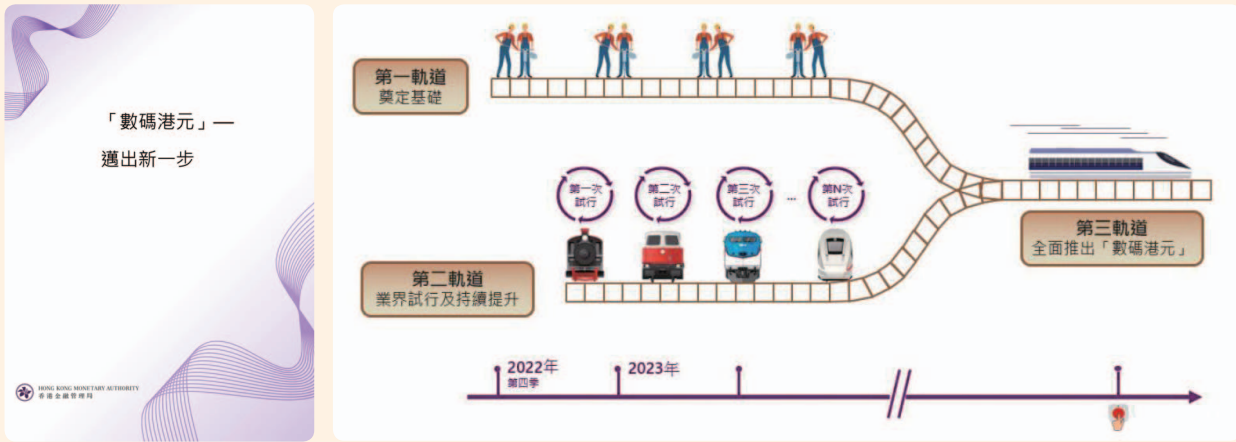 「數碼港元」—
邁出新一步
HONG KONG MONETARY AUTHORITY
香港金融管理局
第一軌道
奠定基礎
第一次
試行
第二次
試行
第三次
試行
...
第N次
試行
第二軌道
業界試行及持續提升
第三軌道
全面推出「數碼港元」
2022年
第四季
2023年